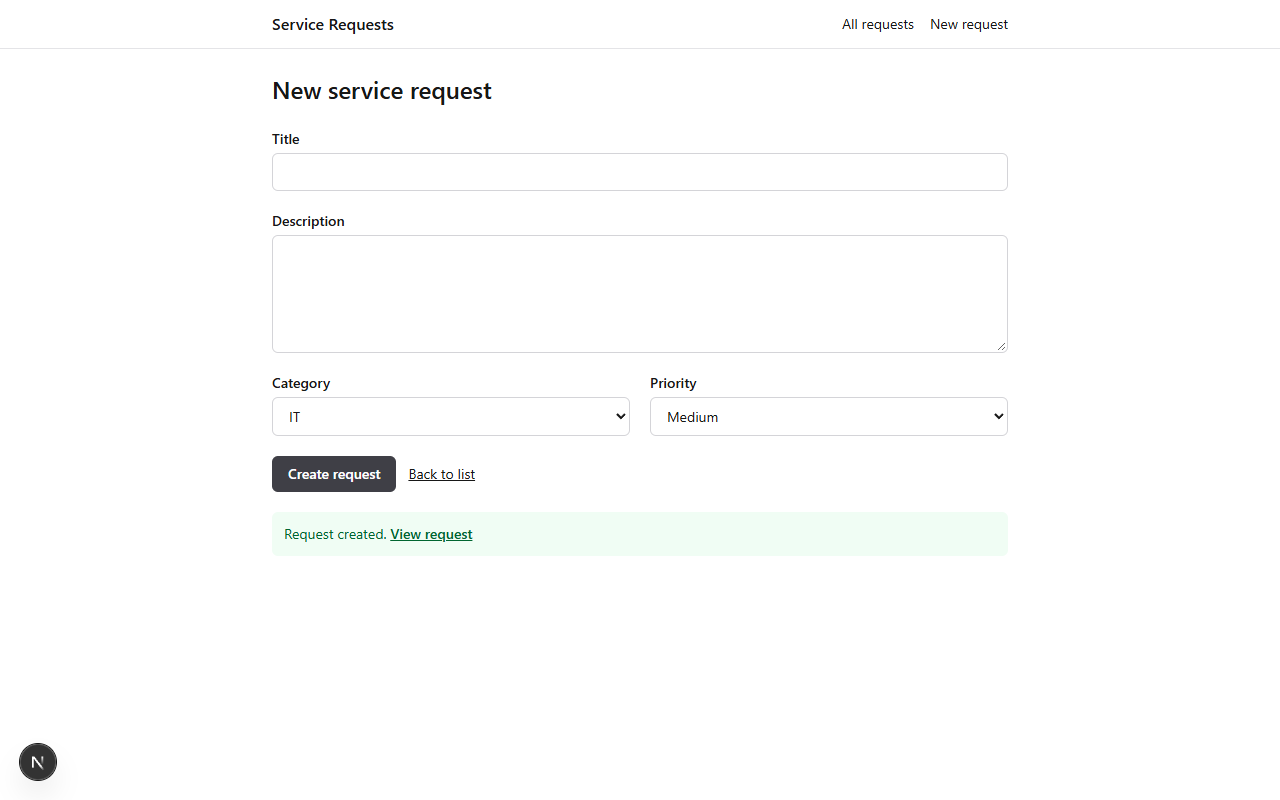 Service Requests All requests New request
New service request
Title
Description
Category Priority
IT Medium
Create request Back to list
Request created. View request
N